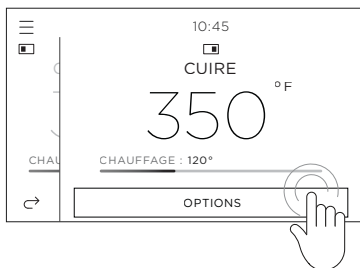 10:45
CUIRE
350 °F
CHAU
CHAUFFAGE : 120°
OPTIONS